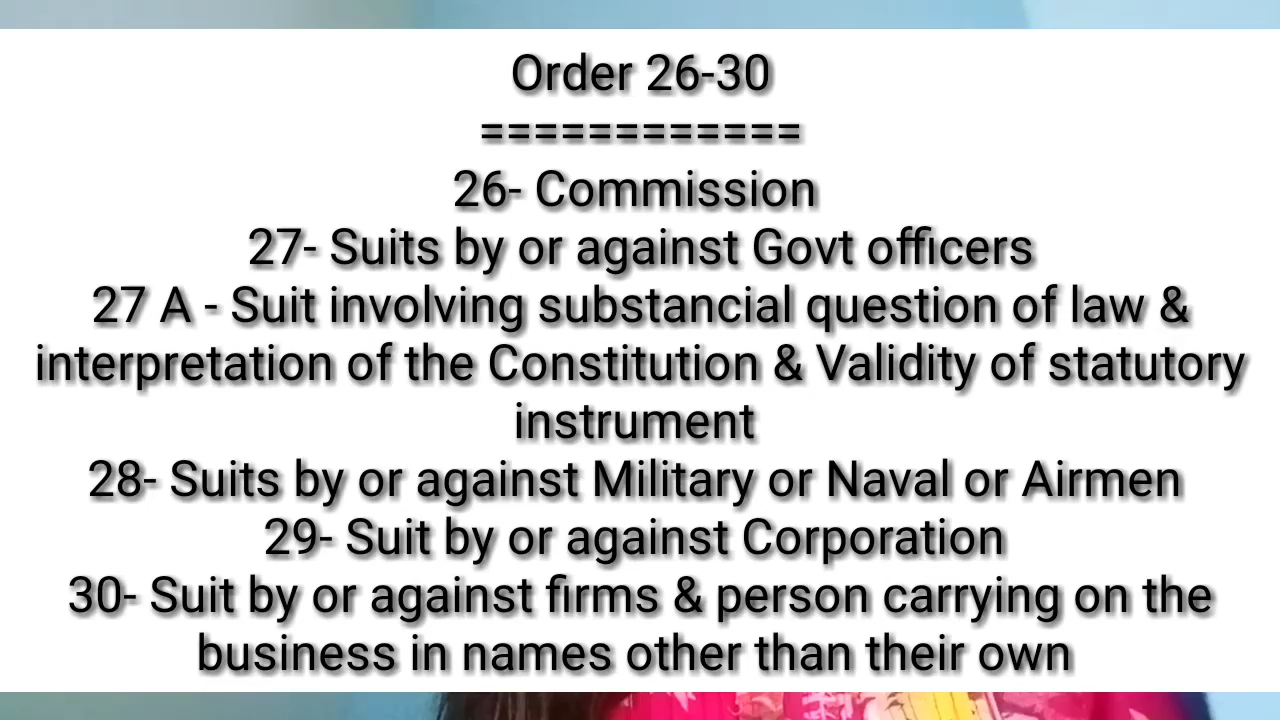 Order 26-30
============
26- Commission
27- Suits by or against Govt officers
27 A - Suit involving substancial question of law &
interpretation of the Constitution & Validity of statutory
instrument
28- Suits by or against Military or Naval or Airmen
29- Suit by or against Corporation
30- Suit by or against firms & person carrying on the
business in names other than their own